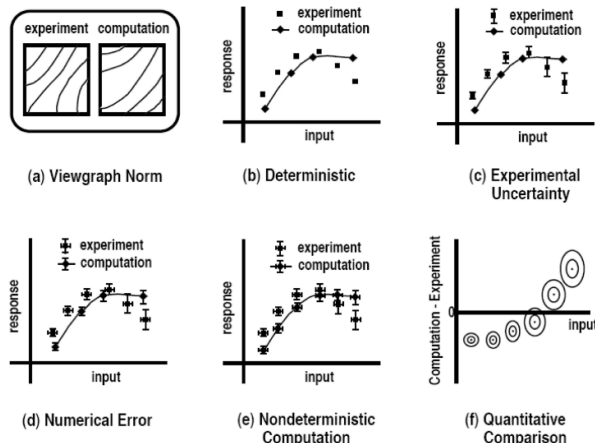 experiment computation
(a) Viewgraph Norm
experiment
computation
response
input
(b) Deterministic
experiment
computation
response
input
(c) Experimental
Uncertainty
experiment
computation
response
input
(d) Numerical Error
experiment
computation
response
input
(e) Nondeterministic
Computation
Computation - Experiment
0
input
(f) Quantitative
Comparison